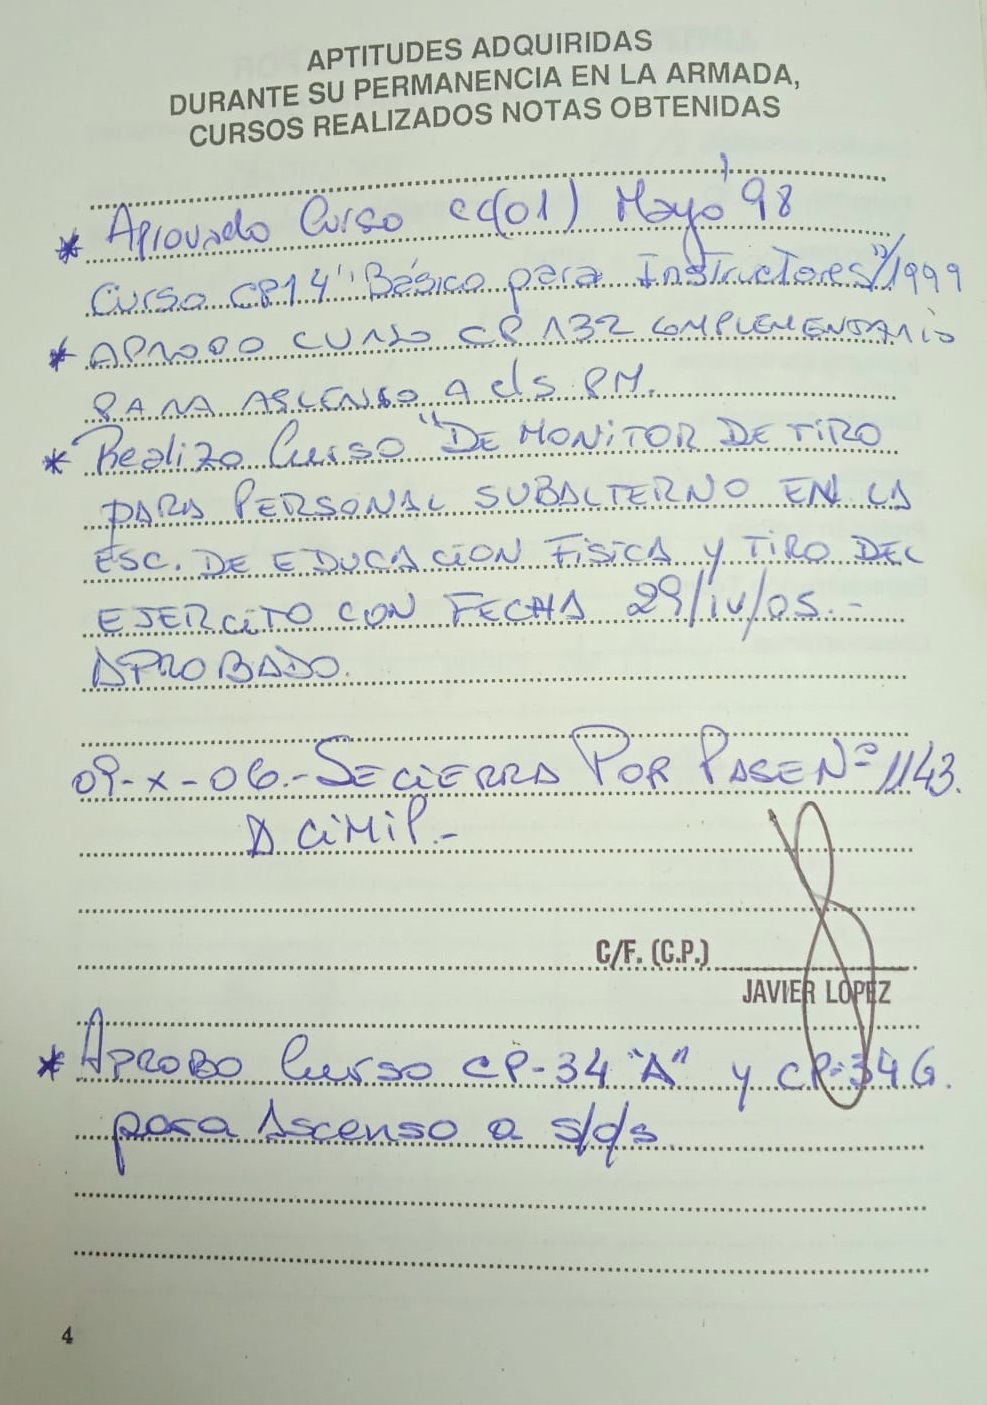 APTITUDES ADQUIRIDAS
DURANTE SU PERMANENCIA EN LA ARMADA,
CURSOS REALIZADOS NOTAS OBTENIDAS
* Aprovado Curso CC(01) Mayo '98
Curso CP14 "Básico para Instructores"/1999
* APROBO CURSO CP 132 COMPLEMENTARIO
PARA ASCENSO A cls PM.
* Realizo Curso "DE MONITOR DE TIRO
PARA PERSONAL SUBALTERNO EN LA
ESC. DE EDUCACION FISICA y TIRO DEL
EJERCITO CON FECHA 29/IV/05.-
APROBADO.
09-X-06.- SE CIERRA POR PASE Nº 1143.
A CIMIP.-
C/F. (C.P.)
JAVIER LOPEZ
* APROBO Curso CP-34 "A" y CP-34 G.
para Ascenso a s/o/s
4